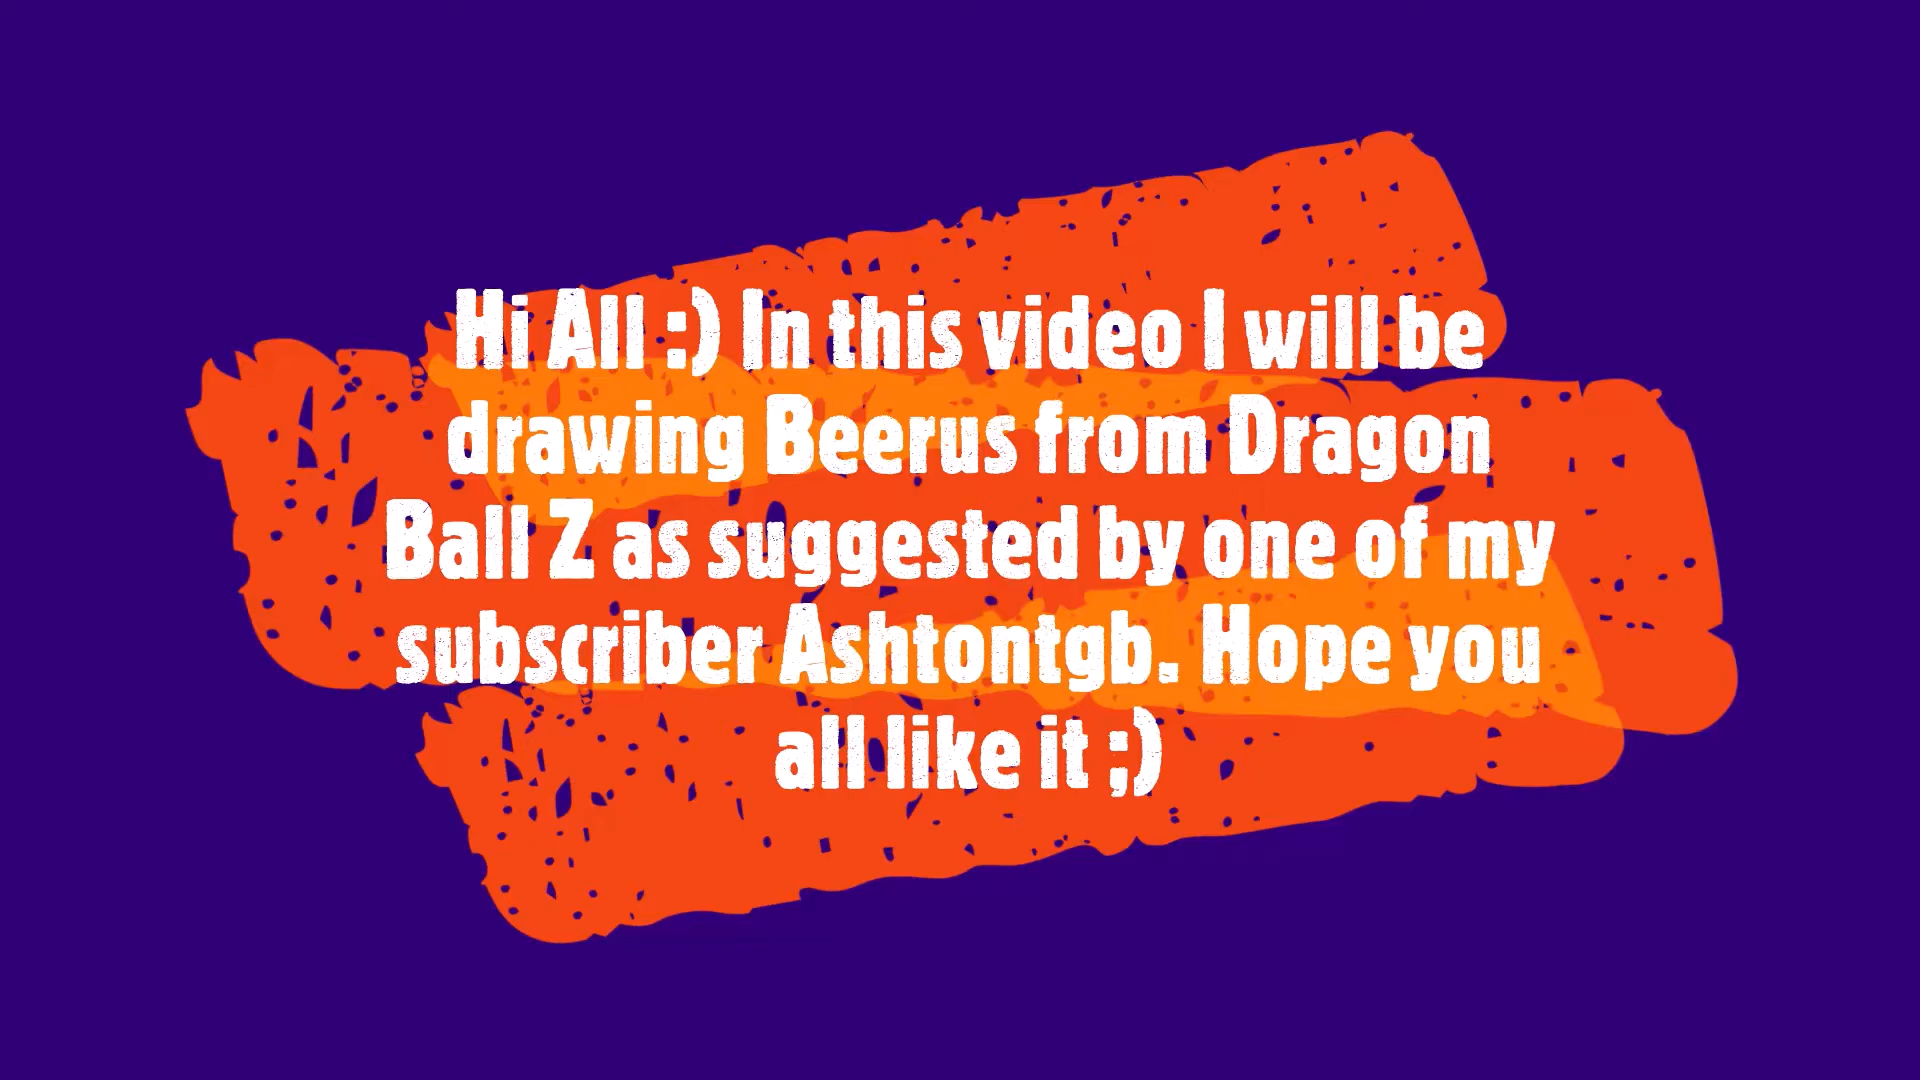 Hi All :) In this video I will be
drawing Beerus from Dragon
Ball Z as suggested by one of my
subscriber Ashtontgb. Hope you
all like it ;)